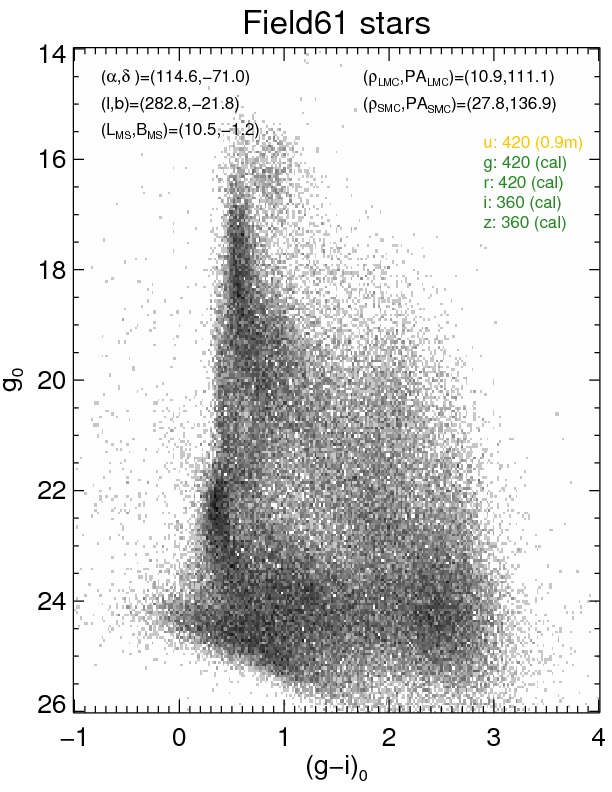 Field61 stars
(α,δ)=(114.6,−71.0)
(ρLMC,PALMC)=(10.9,111.1)
(l,b)=(282.8,−21.8)
(ρSMC,PASMC)=(27.8,136.9)
(LMS,BMS)=(10.5,−1.2)
u: 420 (0.9m)
g: 420 (cal)
r: 420 (cal)
i: 360 (cal)
z: 360 (cal)
14
16
18
20
22
24
26
g0
−1
0
1
2
3
4
(g−i)0